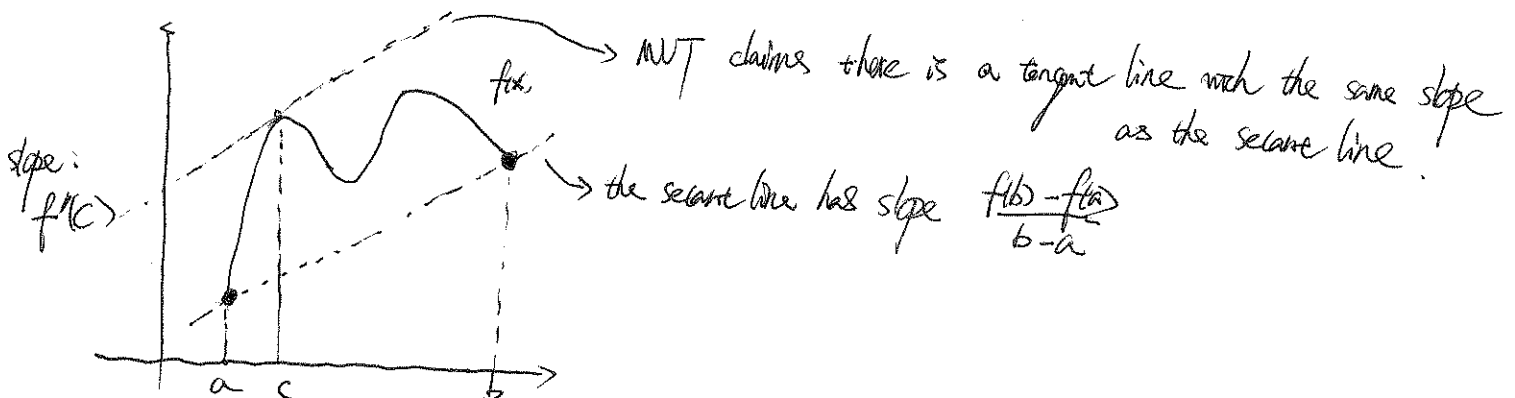 MVT claims there is a tangent line with the same slope
as the secant line.
f(x)
slope:
f'(c)
the secant line has slope f(b)-f(a)
b-a
a c b